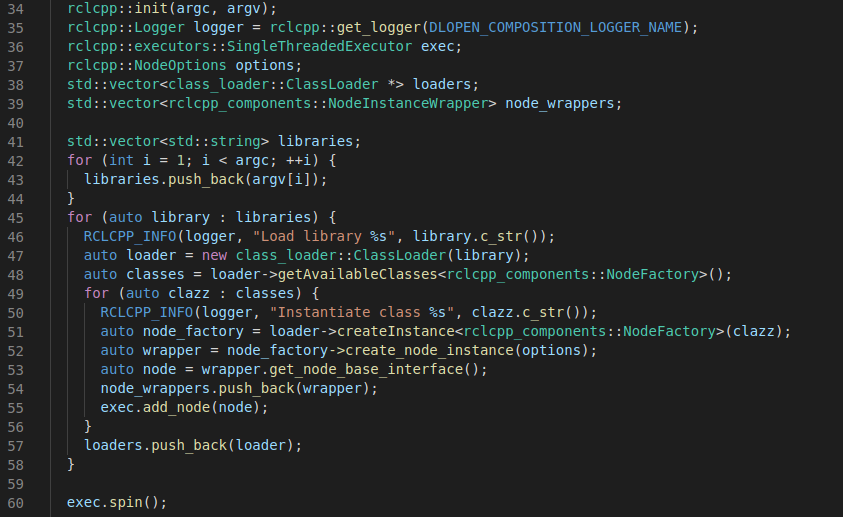 34 rclcpp::init(argc, argv);
35 rclcpp::Logger logger = rclcpp::get_logger(DLOPEN_COMPOSITION_LOGGER_NAME);
36 rclcpp::executors::SingleThreadedExecutor exec;
37 rclcpp::NodeOptions options;
38 std::vector<class_loader::ClassLoader *> loaders;
39 std::vector<rclcpp_components::NodeInstanceWrapper> node_wrappers;
40
41 std::vector<std::string> libraries;
42 for (int i = 1; i < argc; ++i) {
43   libraries.push_back(argv[i]);
44 }
45 for (auto library : libraries) {
46   RCLCPP_INFO(logger, "Load library %s", library.c_str());
47   auto loader = new class_loader::ClassLoader(library);
48   auto classes = loader->getAvailableClasses<rclcpp_components::NodeFactory>();
49   for (auto clazz : classes) {
50     RCLCPP_INFO(logger, "Instantiate class %s", clazz.c_str());
51     auto node_factory = loader->createInstance<rclcpp_components::NodeFactory>(clazz);
52     auto wrapper = node_factory->create_node_instance(options);
53     auto node = wrapper.get_node_base_interface();
54     node_wrappers.push_back(wrapper);
55     exec.add_node(node);
56   }
57   loaders.push_back(loader);
58 }
59
60 exec.spin();